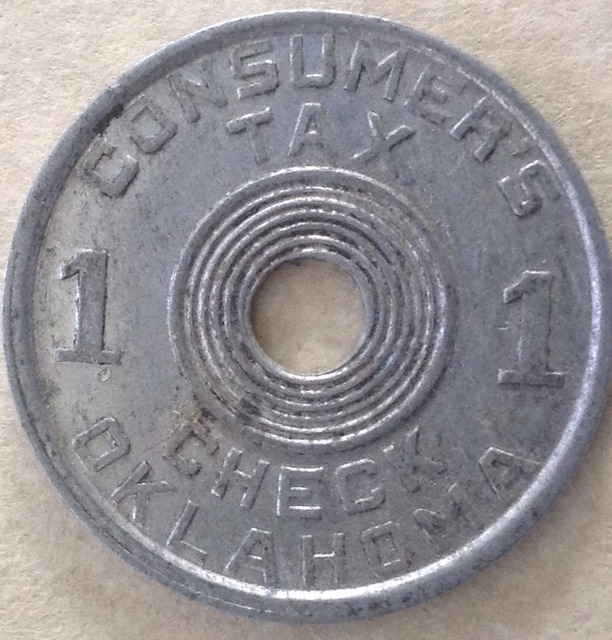 CONSUMER'S
TAX
1 1
CHECK
OKLAHOMA